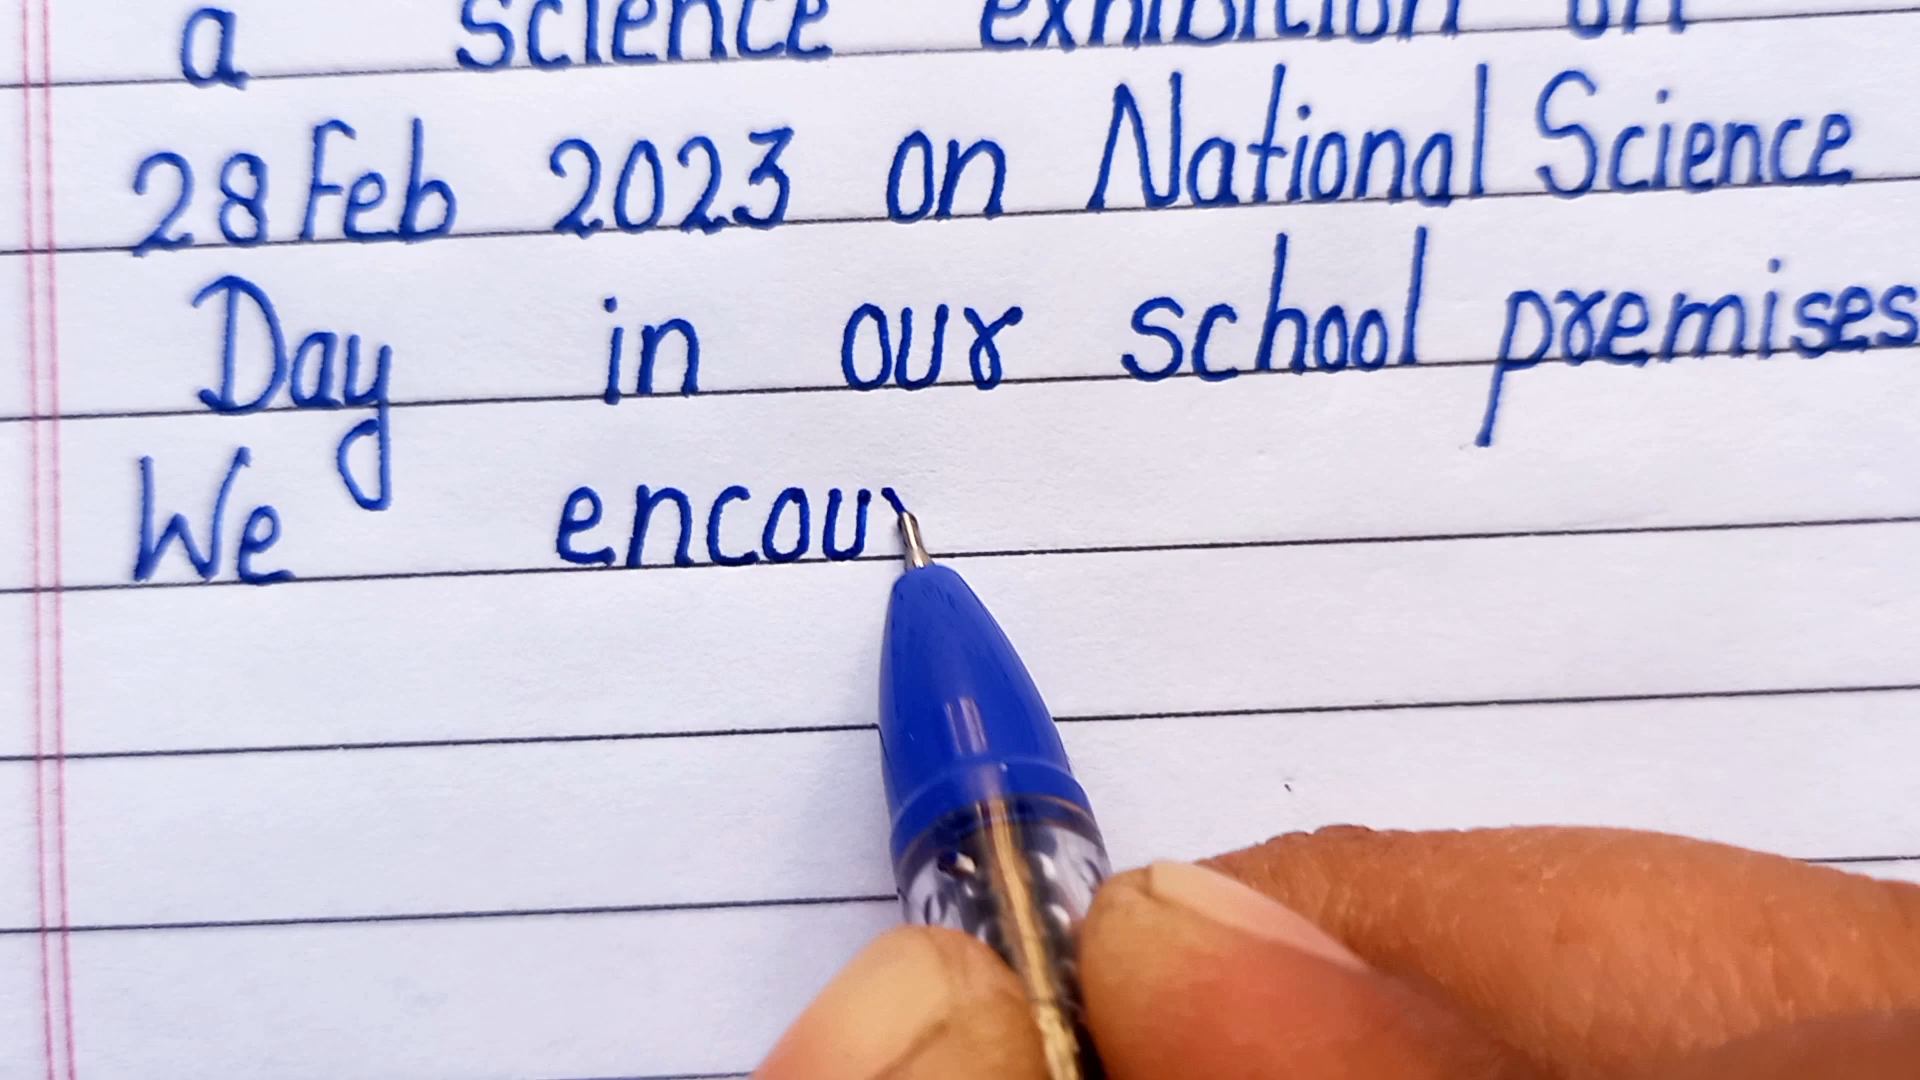 a science exhibition on
28 Feb 2023 on National Science
Day in our school premises
We encou